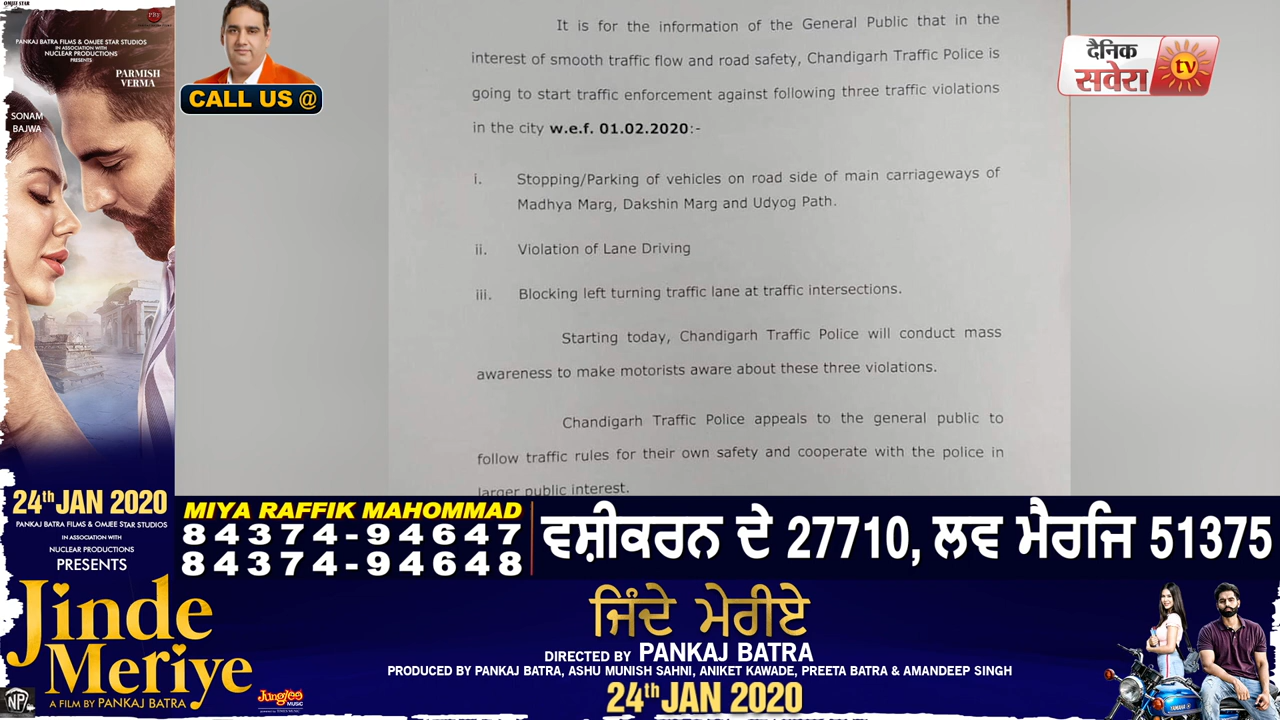 OMJEE STAR
PANKAJ BATRA FILMS & OMJEE STAR STUDIOS
IN ASSOCIATION WITH
NUCLEAR PRODUCTIONS
PRESENTS
PARMISH
VERMA
SONAM
BAJWA
24th JAN 2020
PANKAJ BATRA FILMS & OMJEE STAR STUDIOS
IN ASSOCIATION WITH
NUCLEAR PRODUCTIONS
PRESENTS
Jinde
Meriye
A FILM BY PANKAJ BATRA
NP
Junglee
MUSIC
CALL US @
It is for the information of the General Public that in the
interest of smooth traffic flow and road safety, Chandigarh Traffic Police is
going to start traffic enforcement against following three traffic violations
in the city w.e.f. 01.02.2020:-
i. Stopping/Parking of vehicles on road side of main carriageways of
Madhya Marg, Dakshin Marg and Udyog Path.
ii. Violation of Lane Driving
iii. Blocking left turning traffic lane at traffic intersections.
Starting today, Chandigarh Traffic Police will conduct mass
awareness to make motorists aware about these three violations.
Chandigarh Traffic Police appeals to the general public to
follow traffic rules for their own safety and cooperate with the police in
larger public interest.
दैनिक
सवेरा tv
MIYA RAFFIK MAHOMMAD
84374-94647
84374-94648
ਵਸ਼ੀਕਰਨ ਦੇ 27710, ਲਵ ਮੈਰਜਿ 51375
ਜਿੰਦੇ ਮੇਰੀਏ
DIRECTED BY PANKAJ BATRA
PRODUCED BY PANKAJ BATRA, ASHU MUNISH SAHNI, ANIKET KAWADE, PREETA BATRA & AMANDEEP SINGH
24th JAN 2020